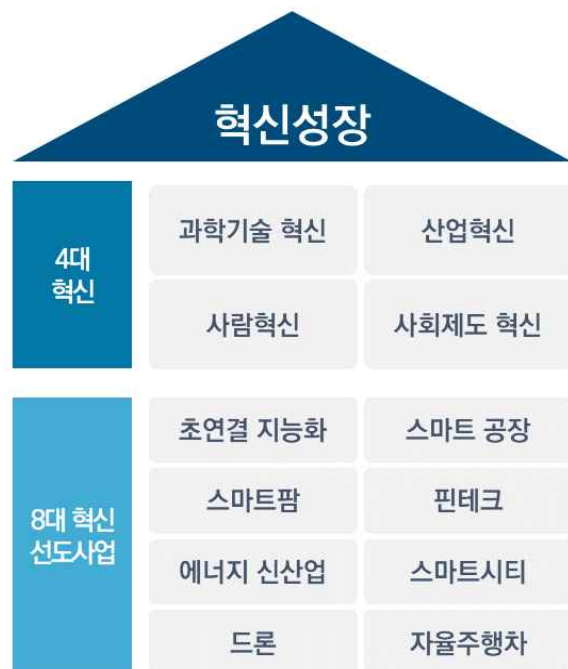 혁신성장
4대
혁신
과학기술 혁신
산업혁신
사람혁신
사회제도 혁신
8대 혁신
선도사업
초연결 지능화
스마트 공장
스마트팜
핀테크
에너지 신산업
스마트시티
드론
자율주행차